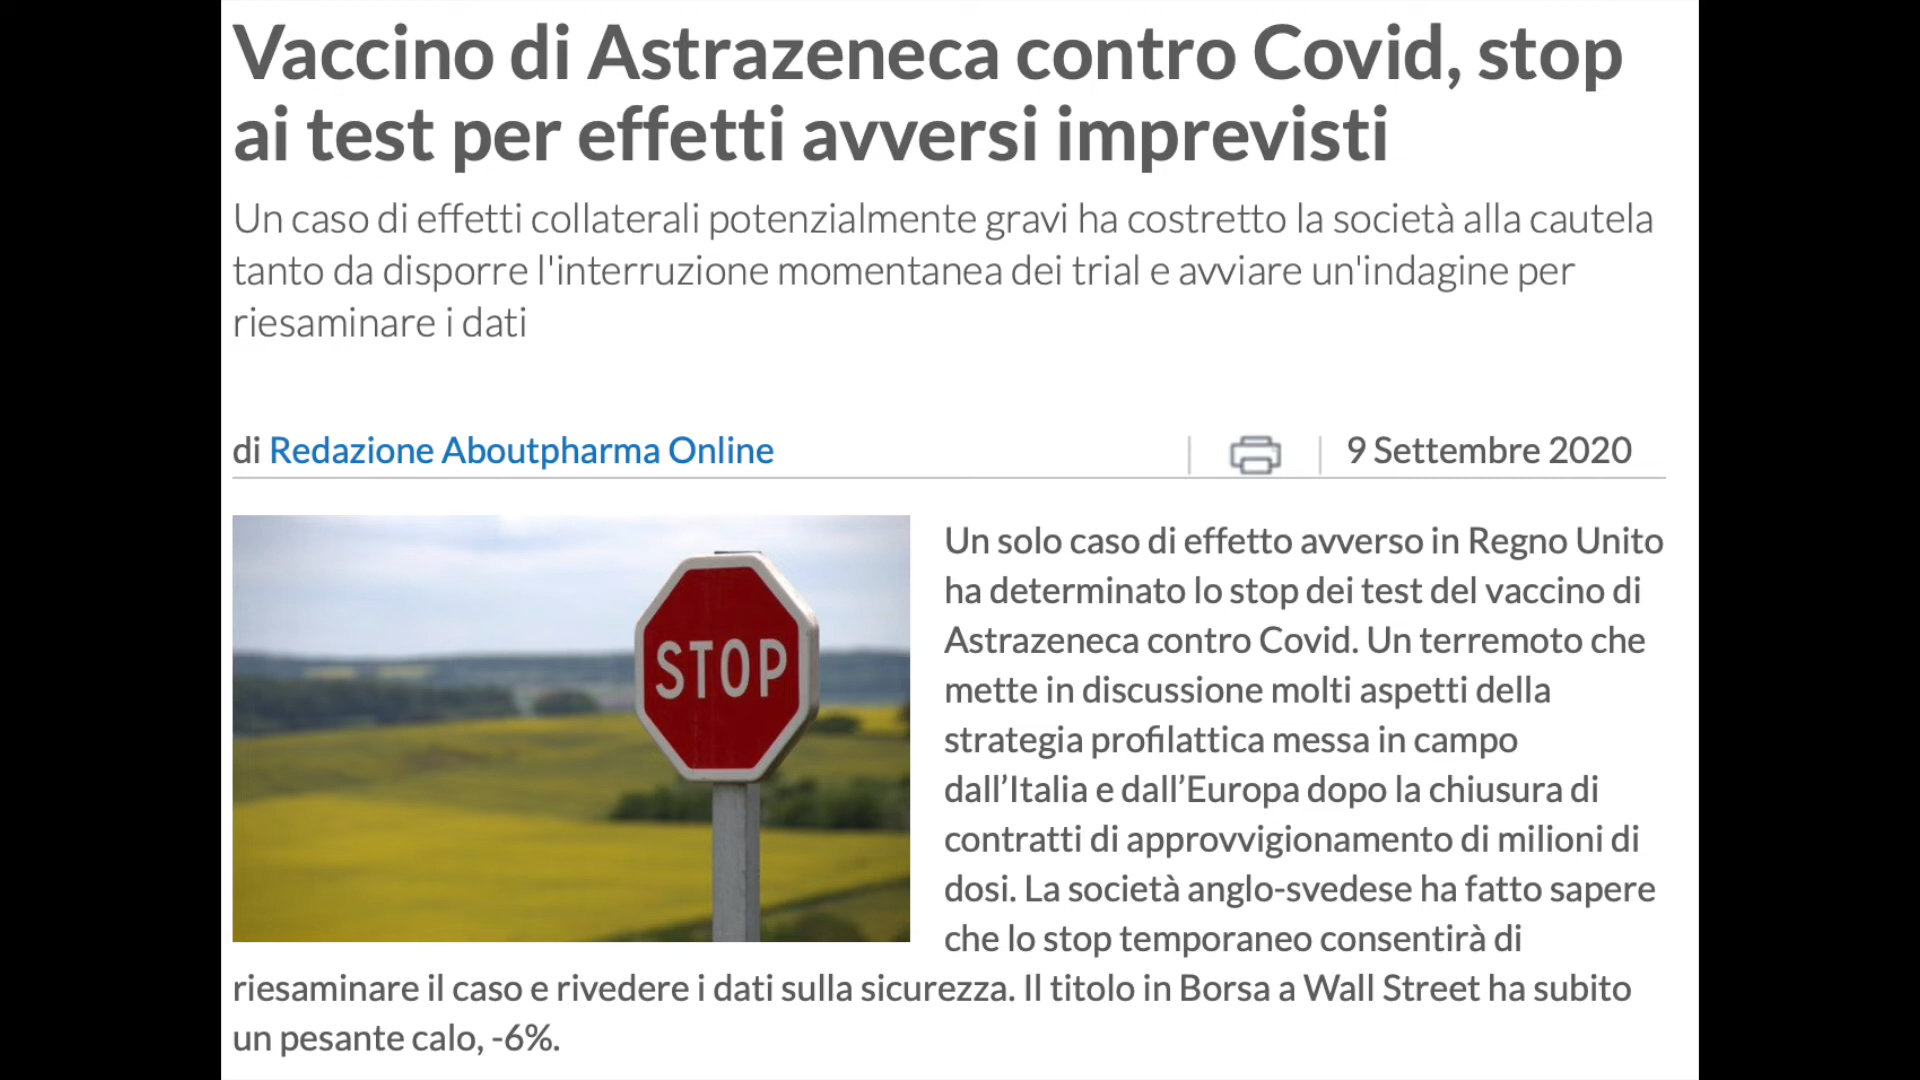 Vaccino di Astrazeneca contro Covid, stop
ai test per effetti avversi imprevisti
Un caso di effetti collaterali potenzialmente gravi ha costretto la società alla cautela
tanto da disporre l'interruzione momentanea dei trial e avviare un'indagine per
riesaminare i dati
di Redazione Aboutpharma Online
9 Settembre 2020
STOP
Un solo caso di effetto avverso in Regno Unito
ha determinato lo stop dei test del vaccino di
Astrazeneca contro Covid. Un terremoto che
mette in discussione molti aspetti della
strategia profilattica messa in campo
dall’Italia e dall’Europa dopo la chiusura di
contratti di approvvigionamento di milioni di
dosi. La società anglo-svedese ha fatto sapere
che lo stop temporaneo consentirà di
riesaminare il caso e rivedere i dati sulla sicurezza. Il titolo in Borsa a Wall Street ha subito
un pesante calo, -6%.